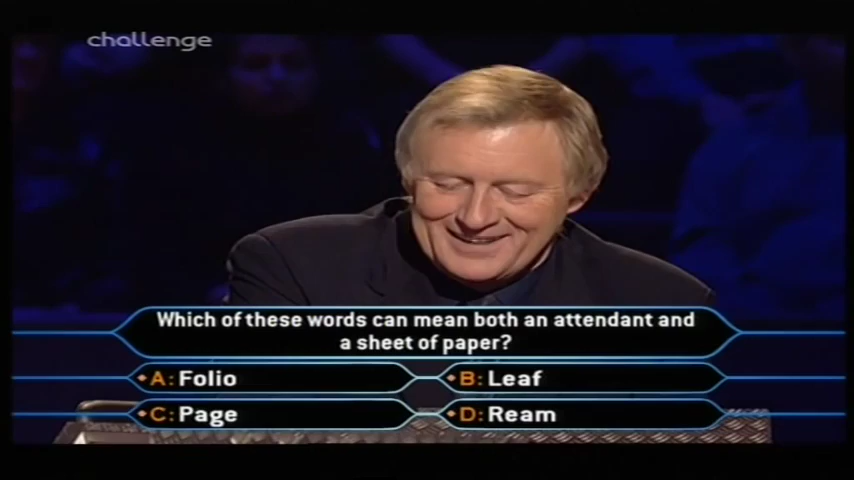 challenge
Which of these words can mean both an attendant and
a sheet of paper?
A: Folio
B: Leaf
C: Page
D: Ream